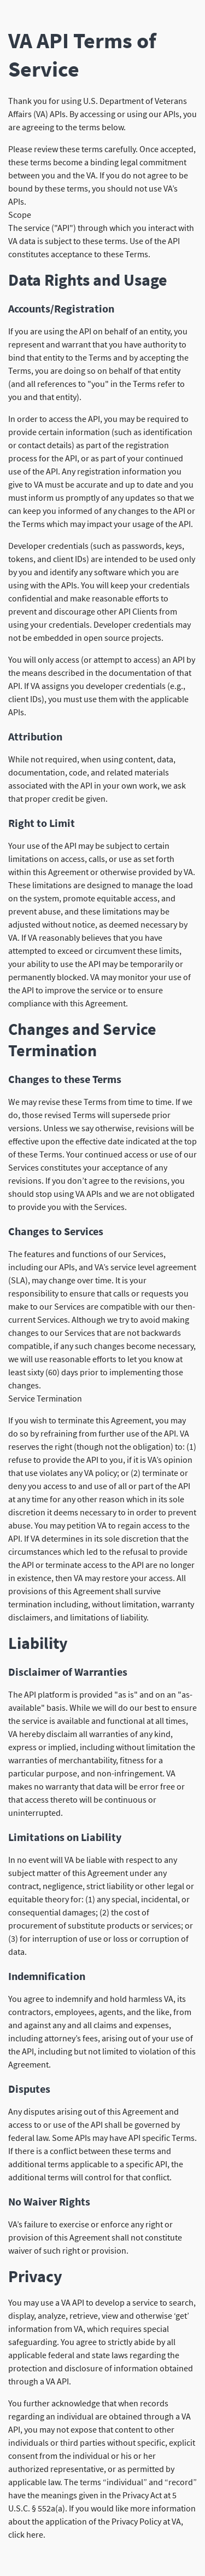 VA API Terms of
Service
Thank you for using U.S. Department of Veterans
Affairs (VA) APIs. By accessing or using our APIs, you
are agreeing to the terms below.
Please review these terms carefully. Once accepted,
these terms become a binding legal commitment
between you and the VA. If you do not agree to be
bound by these terms, you should not use VA’s
APIs.
Scope
The service ("API") through which you interact with
VA data is subject to these terms. Use of the API
constitutes acceptance to these Terms.
Data Rights and Usage
Accounts/Registration
If you are using the API on behalf of an entity, you
represent and warrant that you have authority to
bind that entity to the Terms and by accepting the
Terms, you are doing so on behalf of that entity
(and all references to "you" in the Terms refer to
you and that entity).
In order to access the API, you may be required to
provide certain information (such as identification
or contact details) as part of the registration
process for the API, or as part of your continued
use of the API. Any registration information you
give to VA must be accurate and up to date and you
must inform us promptly of any updates so that we
can keep you informed of any changes to the API or
the Terms which may impact your usage of the API.
Developer credentials (such as passwords, keys,
tokens, and client IDs) are intended to be used only
by you and identify any software which you are
using with the APIs. You will keep your credentials
confidential and make reasonable efforts to
prevent and discourage other API Clients from
using your credentials. Developer credentials may
not be embedded in open source projects.
You will only access (or attempt to access) an API by
the means described in the documentation of that
API. If VA assigns you developer credentials (e.g.,
client IDs), you must use them with the applicable
APIs.
Attribution
While not required, when using content, data,
documentation, code, and related materials
associated with the API in your own work, we ask
that proper credit be given.
Right to Limit
Your use of the API may be subject to certain
limitations on access, calls, or use as set forth
within this Agreement or otherwise provided by VA.
These limitations are designed to manage the load
on the system, promote equitable access, and
prevent abuse, and these limitations may be
adjusted without notice, as deemed necessary by
VA. If VA reasonably believes that you have
attempted to exceed or circumvent these limits,
your ability to use the API may be temporarily or
permanently blocked. VA may monitor your use of
the API to improve the service or to ensure
compliance with this Agreement.
Changes and Service
Termination
Changes to these Terms
We may revise these Terms from time to time. If we
do, those revised Terms will supersede prior
versions. Unless we say otherwise, revisions will be
effective upon the effective date indicated at the top
of these Terms. Your continued access or use of our
Services constitutes your acceptance of any
revisions. If you don’t agree to the revisions, you
should stop using VA APIs and we are not obligated
to provide you with the Services.
Changes to Services
The features and functions of our Services,
including our APIs, and VA’s service level agreement
(SLA), may change over time. It is your
responsibility to ensure that calls or requests you
make to our Services are compatible with our then-
current Services. Although we try to avoid making
changes to our Services that are not backwards
compatible, if any such changes become necessary,
we will use reasonable efforts to let you know at
least sixty (60) days prior to implementing those
changes.
Service Termination
If you wish to terminate this Agreement, you may
do so by refraining from further use of the API. VA
reserves the right (though not the obligation) to: (1)
refuse to provide the API to you, if it is VA’s opinion
that use violates any VA policy; or (2) terminate or
deny you access to and use of all or part of the API
at any time for any other reason which in its sole
discretion it deems necessary to in order to prevent
abuse. You may petition VA to regain access to the
API. If VA determines in its sole discretion that the
circumstances which led to the refusal to provide
the API or terminate access to the API are no longer
in existence, then VA may restore your access. All
provisions of this Agreement shall survive
termination including, without limitation, warranty
disclaimers, and limitations of liability.
Liability
Disclaimer of Warranties
The API platform is provided "as is" and on an "as-
available" basis. While we will do our best to ensure
the service is available and functional at all times,
VA hereby disclaim all warranties of any kind,
express or implied, including without limitation the
warranties of merchantability, fitness for a
particular purpose, and non-infringement. VA
makes no warranty that data will be error free or
that access thereto will be continuous or
uninterrupted.
Limitations on Liability
In no event will VA be liable with respect to any
subject matter of this Agreement under any
contract, negligence, strict liability or other legal or
equitable theory for: (1) any special, incidental, or
consequential damages; (2) the cost of
procurement of substitute products or services; or
(3) for interruption of use or loss or corruption of
data.
Indemnification
You agree to indemnify and hold harmless VA, its
contractors, employees, agents, and the like, from
and against any and all claims and expenses,
including attorney’s fees, arising out of your use of
the API, including but not limited to violation of this
Agreement.
Disputes
Any disputes arising out of this Agreement and
access to or use of the API shall be governed by
federal law. Some APIs may have API specific Terms.
If there is a conflict between these terms and
additional terms applicable to a specific API, the
additional terms will control for that conflict.
No Waiver Rights
VA’s failure to exercise or enforce any right or
provision of this Agreement shall not constitute
waiver of such right or provision.
Privacy
You may use a VA API to develop a service to search,
display, analyze, retrieve, view and otherwise ‘get’
information from VA, which requires special
safeguarding. You agree to strictly abide by all
applicable federal and state laws regarding the
protection and disclosure of information obtained
through a VA API.
You further acknowledge that when records
regarding an individual are obtained through a VA
API, you may not expose that content to other
individuals or third parties without specific, explicit
consent from the individual or his or her
authorized representative, or as permitted by
applicable law. The terms “individual” and “record”
have the meanings given in the Privacy Act at 5
U.S.C. § 552a(a). If you would like more information
about the application of the Privacy Policy at VA,
click here.